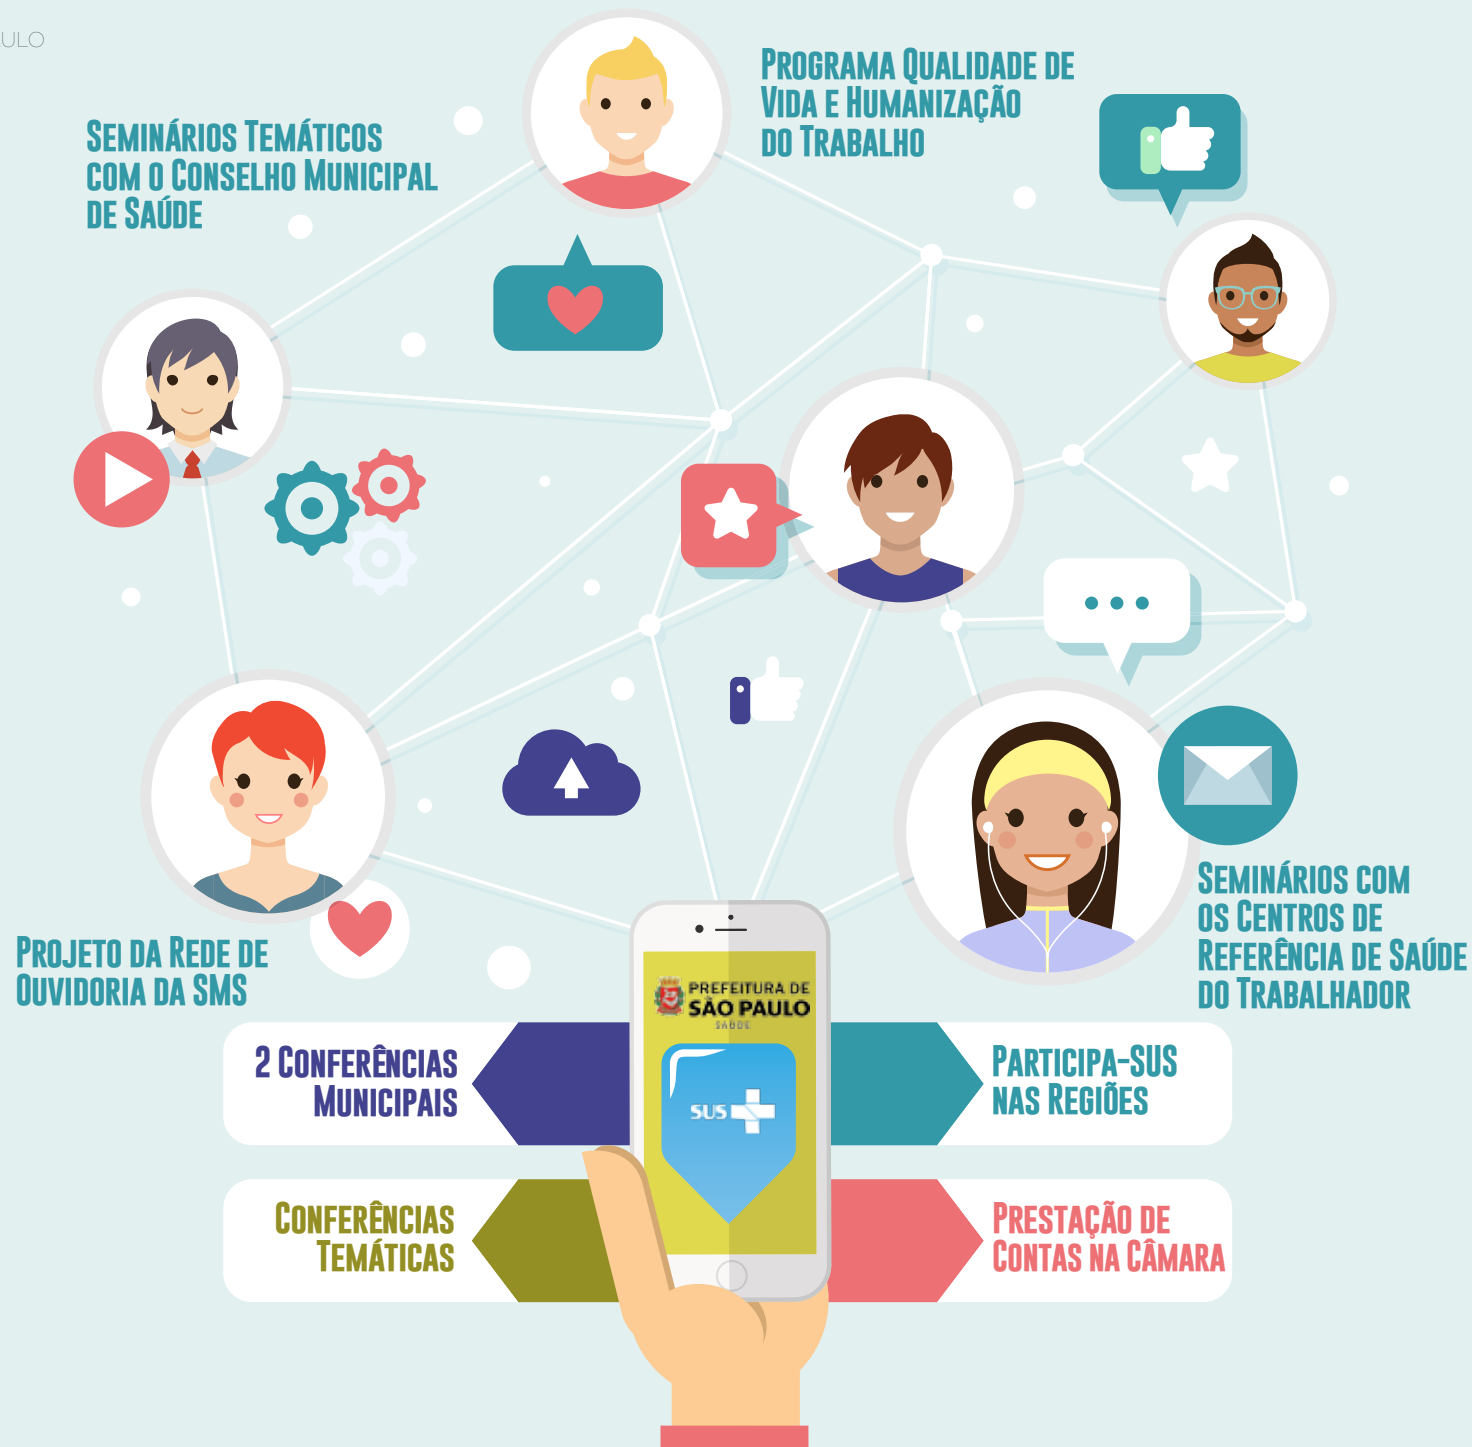 ULO
PROGRAMA QUALIDADE DE
VIDA E HUMANIZAÇÃO
DO TRABALHO
SEMINÁRIOS TEMÁTICOS
COM O CONSELHO MUNICIPAL
DE SAÚDE
SEMINÁRIOS COM
OS CENTROS DE
REFERÊNCIA DE SAÚDE
DO TRABALHADOR
PROJETO DA REDE DE
OUVIDORIA DA SMS
PREFEITURA DE
SÃO PAULO
SAÚDE
SUS
2 CONFERÊNCIAS
MUNICIPAIS
PARTICIPA-SUS
NAS REGIÕES
CONFERÊNCIAS
TEMÁTICAS
PRESTAÇÃO DE
CONTAS NA CÂMARA